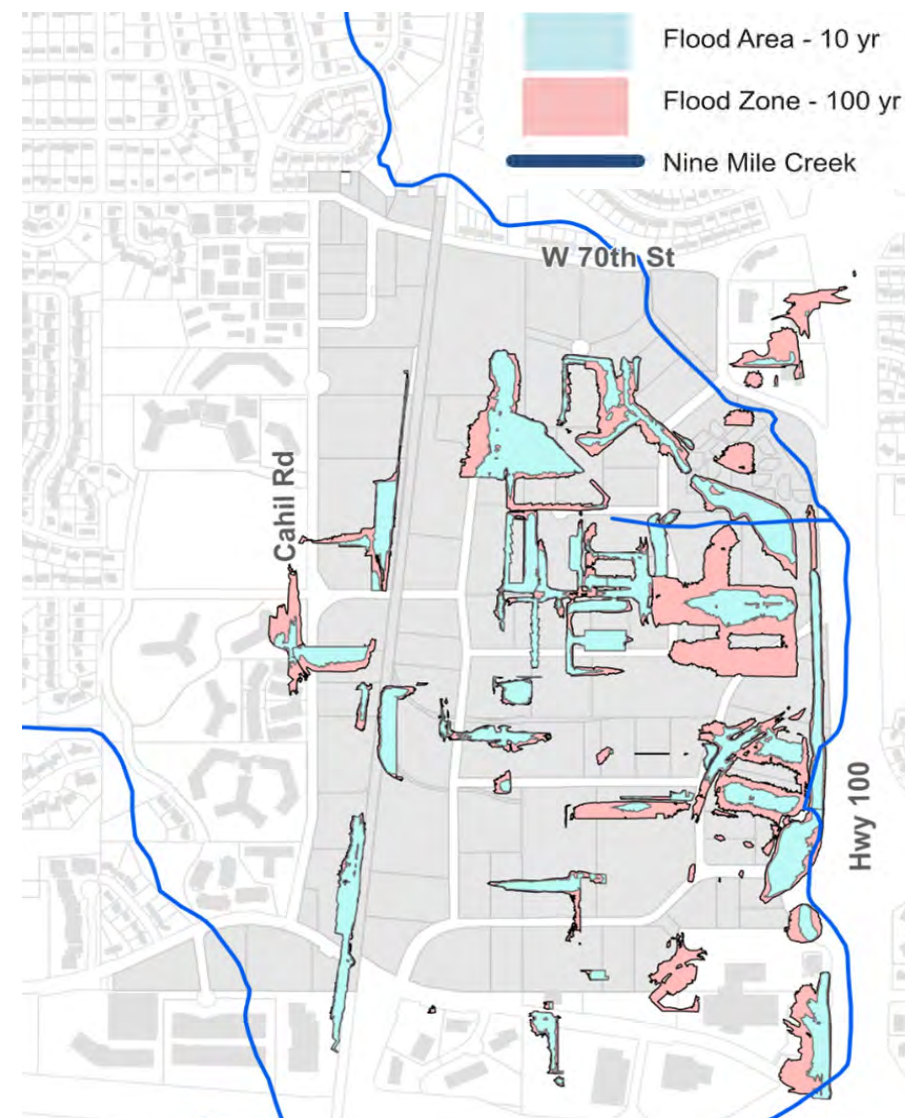 Flood Area - 10 yr
Flood Zone - 100 yr
Nine Mile Creek
W 70th St
Cahil Rd
Hwy 100